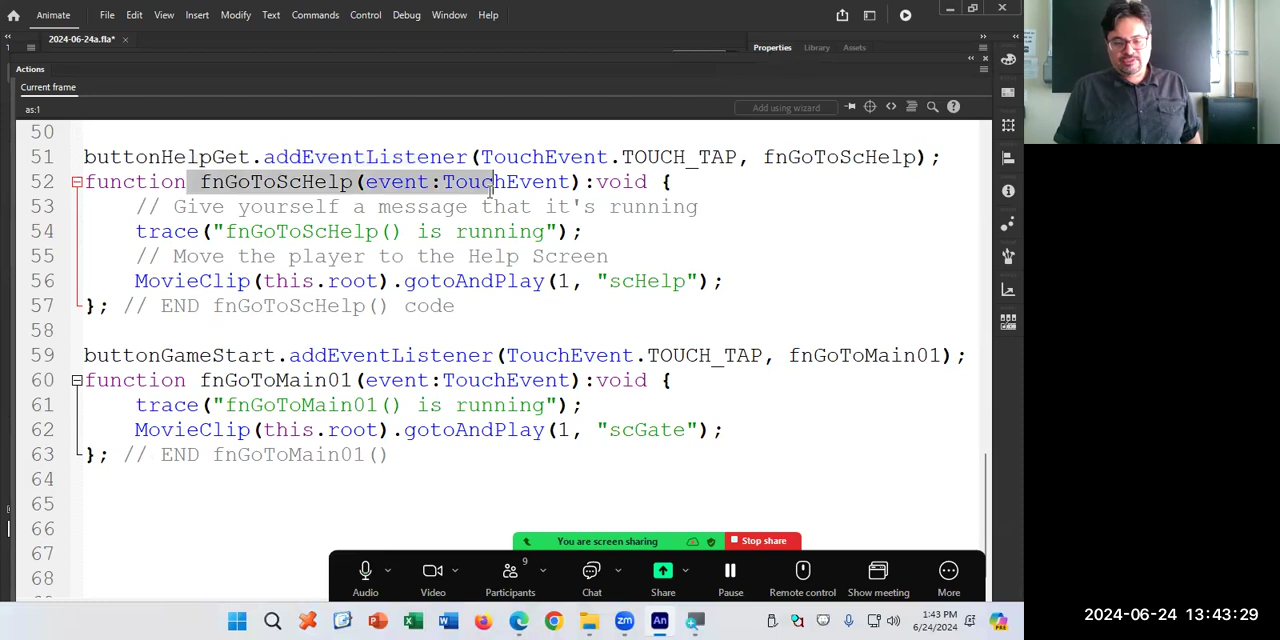 Animate File Edit View Insert Modify Text Commands Control Debug Window Help
2024-06-24a.fla*
Properties Library Assets
Actions
Current frame
as:1 Add using wizard
50
51 buttonHelpGet.addEventListener(TouchEvent.TOUCH_TAP, fnGoToScHelp);
52 function fnGoToScHelp(event:TouchEvent):void {
53 // Give yourself a message that it's running
54 trace("fnGoToScHelp() is running");
55 // Move the player to the Help Screen
56 MovieClip(this.root).gotoAndPlay(1, "scHelp");
57 }; // END fnGoToScHelp() code
58
59 buttonGameStart.addEventListener(TouchEvent.TOUCH_TAP, fnGoToMain01);
60 function fnGoToMain01(event:TouchEvent):void {
61 trace("fnGoToMain01() is running");
62 MovieClip(this.root).gotoAndPlay(1, "scGate");
63 }; // END fnGoToMain01()
64
65
66
67
68
You are screen sharing Stop share
9
Audio Video Participants Chat Share Pause Remote control Show meeting More
1:43 PM
6/24/2024
2024-06-24 13:43:29